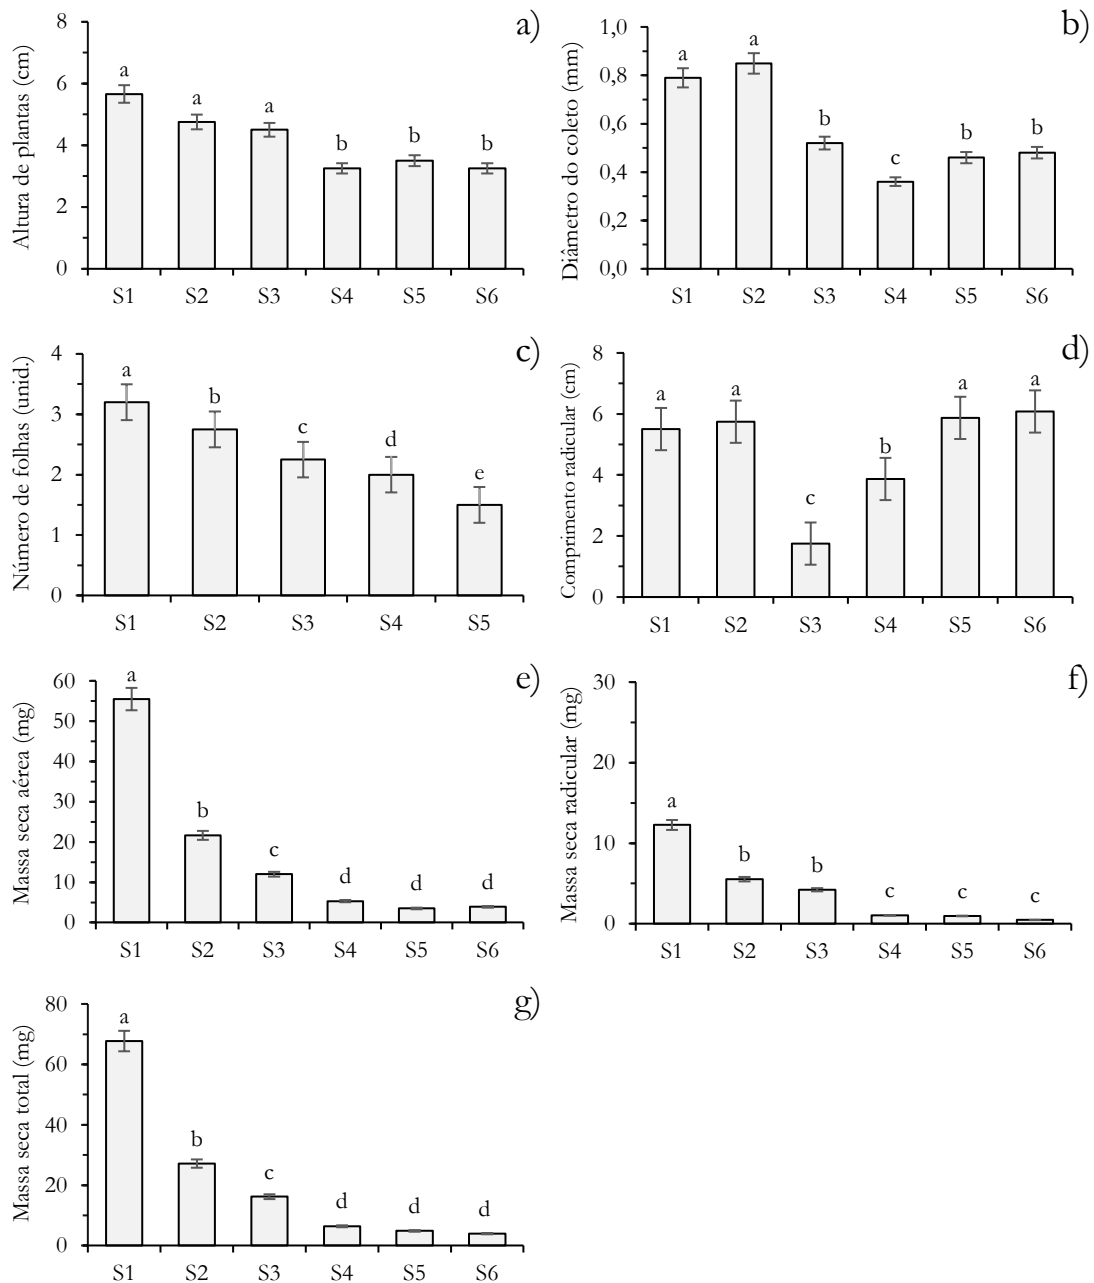 a)
Altura de plantas (cm)
8
6
4
2
0
a
a
a
b
b
b
S1 S2 S3 S4 S5 S6
b)
Diâmetro do coleto (mm)
1,0
0,8
0,6
0,4
0,2
0,0
a
a
b
c
b
b
S1 S2 S3 S4 S5 S6
c)
Número de folhas (unid.)
4
3
2
1
0
a
b
c
d
e
S1 S2 S3 S4 S5
d)
Comprimento radicular (cm)
8
6
4
2
0
a
a
c
b
a
a
S1 S2 S3 S4 S5 S6
e)
Massa seca aérea (mg)
60
50
40
30
20
10
0
a
b
c
d
d
d
S1 S2 S3 S4 S5 S6
f)
Massa seca radicular (mg)
30
20
10
0
a
b
b
c
c
c
S1 S2 S3 S4 S5 S6
g)
Massa seca total (mg)
80
60
40
20
0
a
b
c
d
d
d
S1 S2 S3 S4 S5 S6